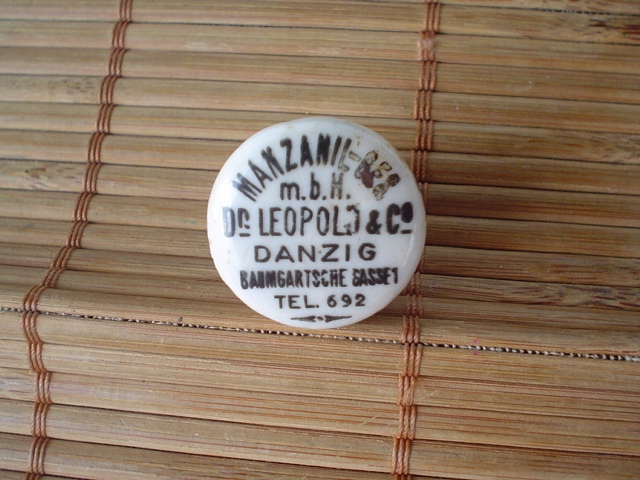 MANZANIL-GES
m.b.H.
DR LEOPOLD & CO
DANZIG
BAUMGARTSCHE GASSE 1
TEL. 692